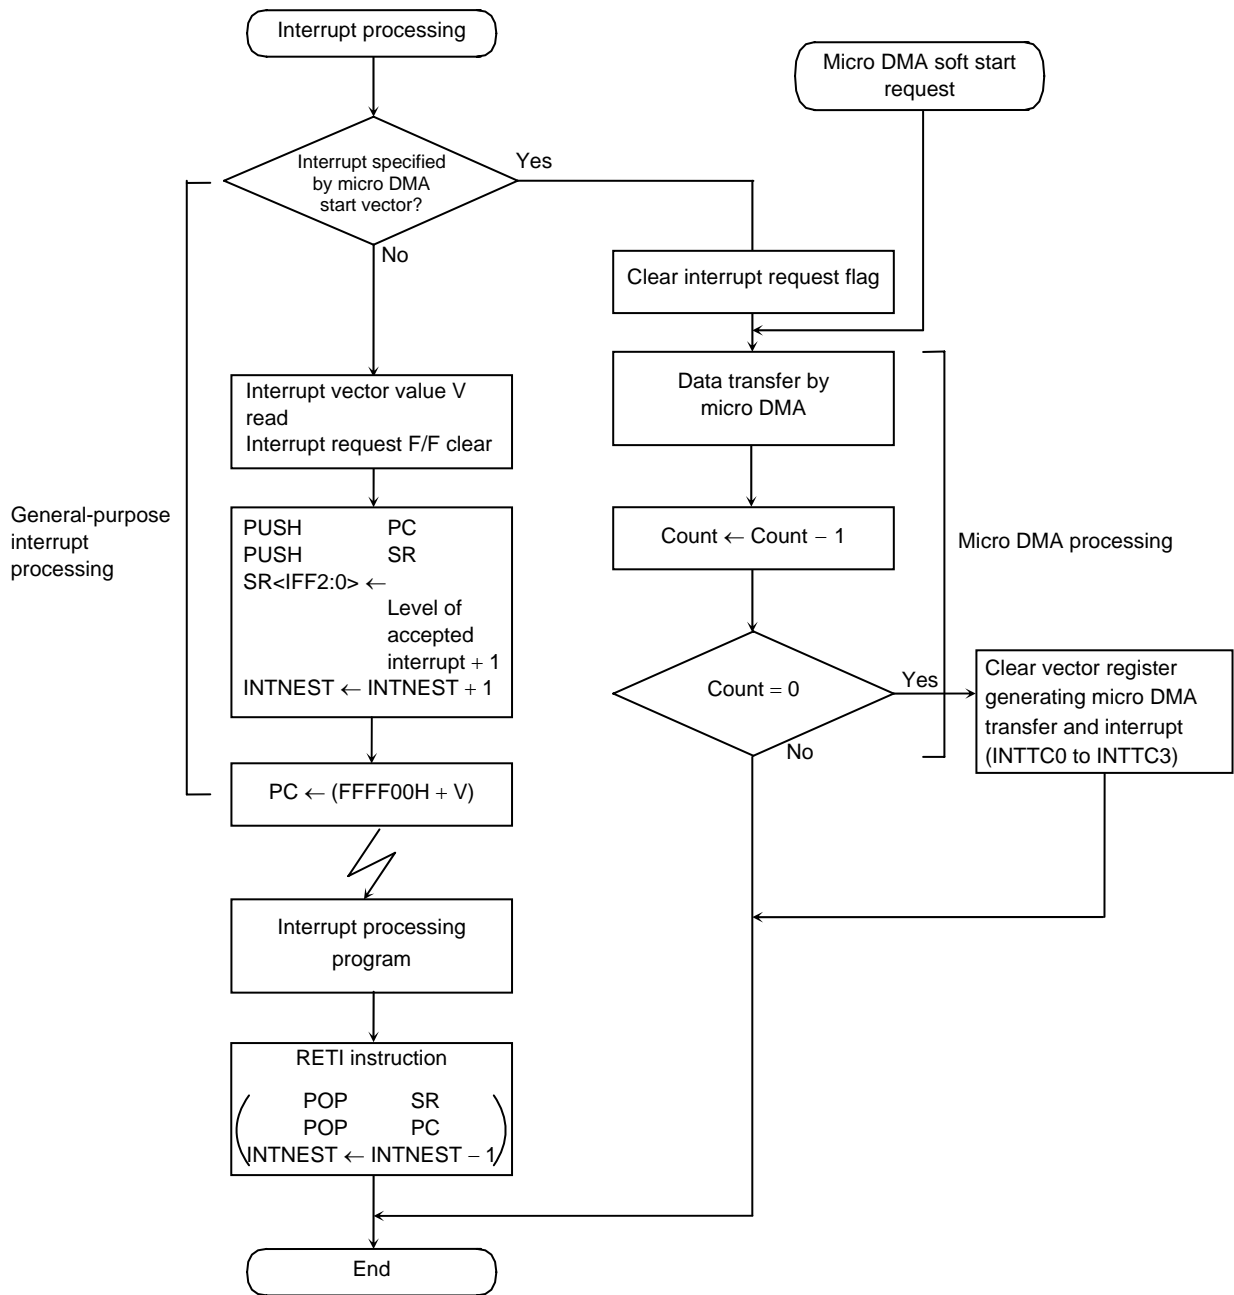 Interrupt processing
Micro DMA soft start
request
Interrupt specified
by micro DMA
start vector?
Yes
No
Clear interrupt request flag
Data transfer by
micro DMA
Interrupt vector value V
read
Interrupt request F/F clear
General-purpose
interrupt
processing
PUSH PC
PUSH SR
SR<IFF2:0> ←
Level of
accepted
interrupt + 1
INTNEST ← INTNEST + 1
Count ← Count − 1
Micro DMA processing
Count = 0
Yes
No
Clear vector register
generating micro DMA
transfer and interrupt
(INTTC0 to INTTC3)
PC ← (FFFF00H + V)
Interrupt processing
program
RETI instruction
POP SR
POP PC
INTNEST ← INTNEST − 1
End